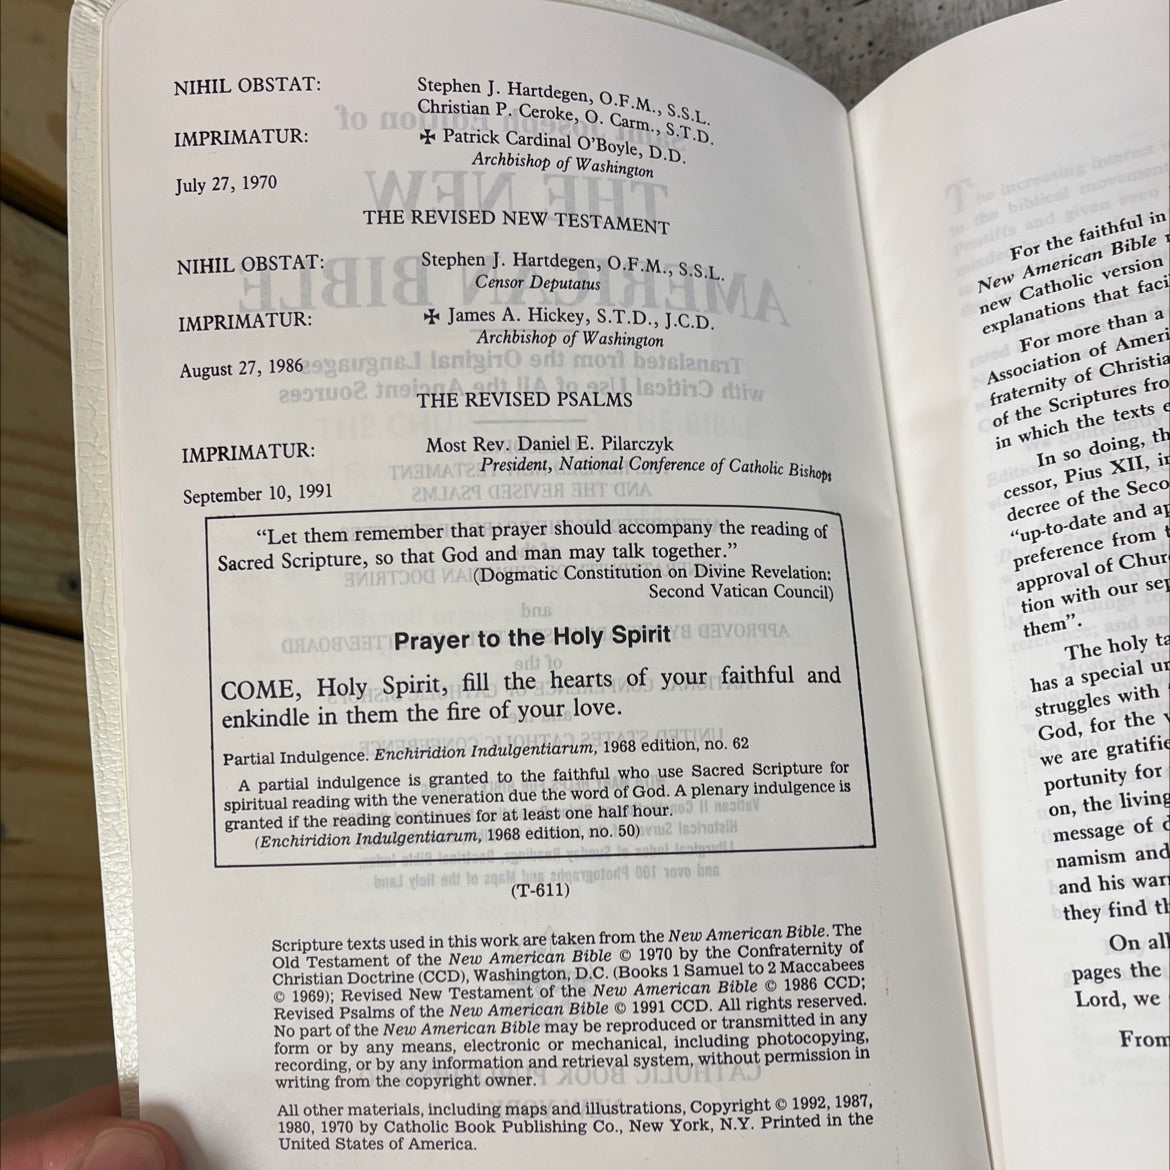 NIHIL OBSTAT: Stephen J. Hartdegen, O.F.M., S.S.L.
Christian P. Ceroke, O. Carm., S.T.D.
IMPRIMATUR: ✠ Patrick Cardinal O'Boyle, D.D.
Archbishop of Washington
July 27, 1970
THE REVISED NEW TESTAMENT
NIHIL OBSTAT: Stephen J. Hartdegen, O.F.M., S.S.L.
Censor Deputatus
IMPRIMATUR: ✠ James A. Hickey, S.T.D., J.C.D.
Archbishop of Washington
August 27, 1986
THE REVISED PSALMS
IMPRIMATUR: Most Rev. Daniel E. Pilarczyk
President, National Conference of Catholic Bishops
September 10, 1991
“Let them remember that prayer should accompany the reading of
Sacred Scripture, so that God and man may talk together.”
(Dogmatic Constitution on Divine Revelation:
Second Vatican Council)
Prayer to the Holy Spirit
COME, Holy Spirit, fill the hearts of your faithful and
enkindle in them the fire of your love.
Partial Indulgence. Enchiridion Indulgentiarum, 1968 edition, no. 62
A partial indulgence is granted to the faithful who use Sacred Scripture for
spiritual reading with the veneration due the word of God. A plenary indulgence is
granted if the reading continues for at least one half hour.
(Enchiridion Indulgentiarum, 1968 edition, no. 50)
(T-611)
Scripture texts used in this work are taken from the New American Bible. The
Old Testament of the New American Bible © 1970 by the Confraternity of
Christian Doctrine (CCD), Washington, D.C. (Books 1 Samuel to 2 Maccabees
© 1969); Revised New Testament of the New American Bible © 1986 CCD;
Revised Psalms of the New American Bible © 1991 CCD. All rights reserved.
No part of the New American Bible may be reproduced or transmitted in any
form or by any means, electronic or mechanical, including photocopying,
recording, or by any information and retrieval system, without permission in
writing from the copyright owner.
All other materials, including maps and illustrations, Copyright © 1992, 1987,
1980, 1970 by Catholic Book Publishing Co., New York, N.Y. Printed in the
United States of America.
For the faithful in
New American Bible
new Catholic version
explanations that
For more than a
Association of
fraternity of
of the Scriptures
in which the texts
In so doing,
cessor, Pius XII,
decree of the
“up-to-date and
preference from
approval of
tion with our
them”.
The holy
has a special
struggles with
God, for the
we are
portunity for
on, the living
message of
namism and
and his
they find
On all
pages the
Lord, we
From